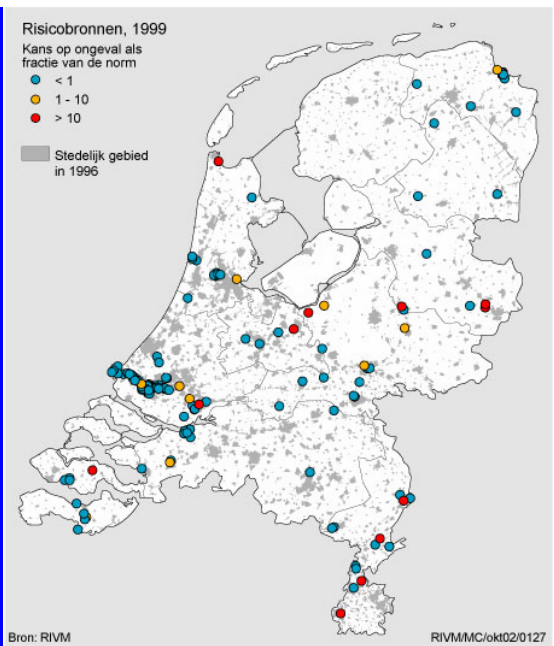 Risicobronnen, 1999
Kans op ongeval als
fractie van de norm
< 1
1 - 10
> 10
Stedelijk gebied
in 1996
Bron: RIVM
RIVM/MC/okt02/0127